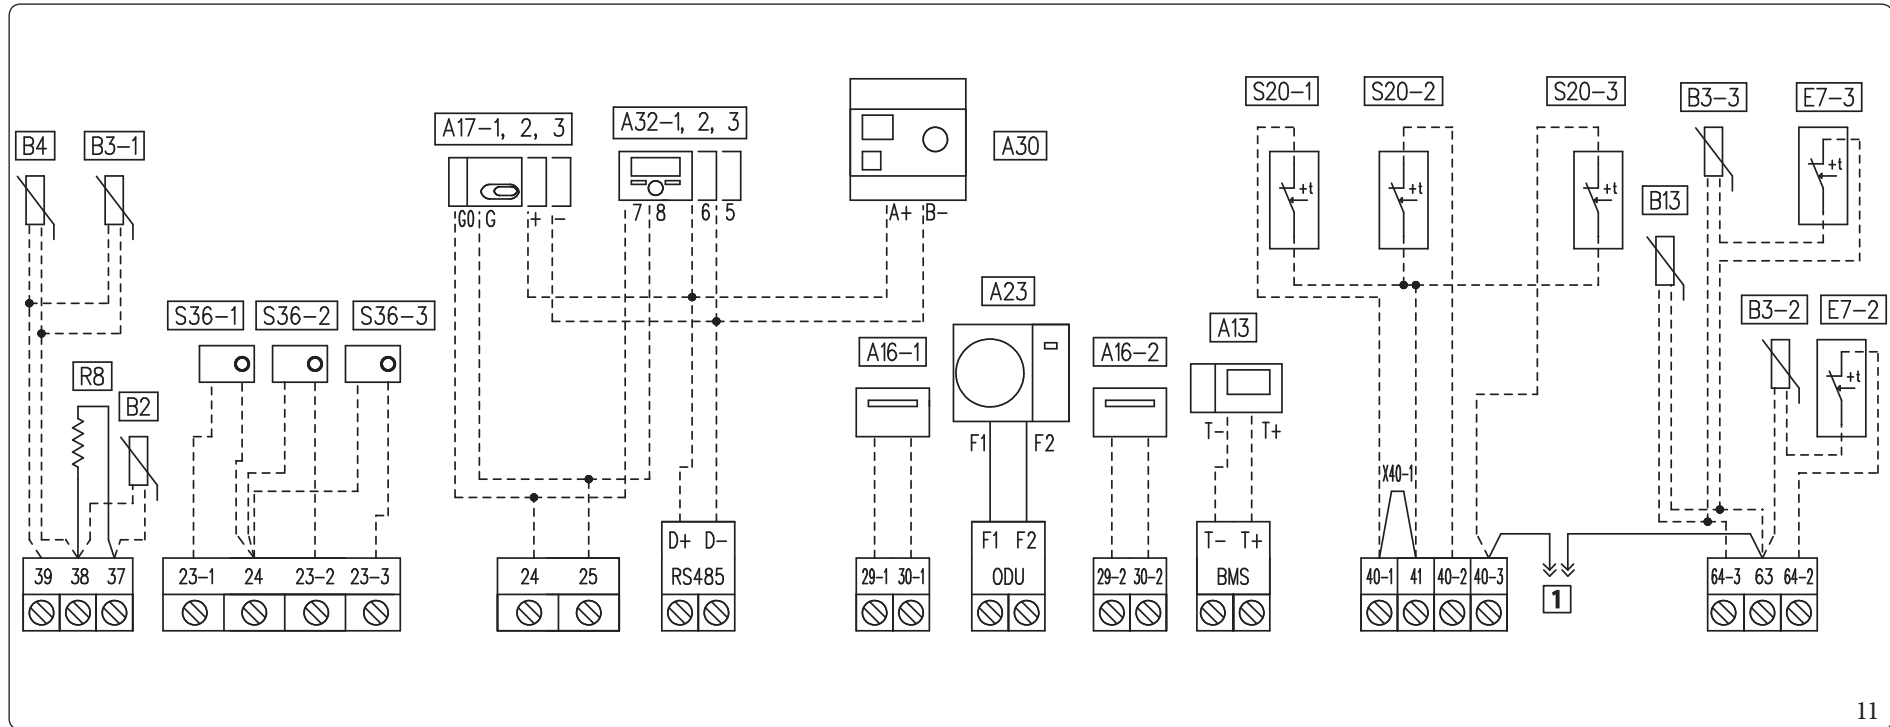 S20-1 S20-2 S20-3 B3-3 E7-3
A17-1, 2, 3 A32-1, 2, 3
B4 B3-1 A30
+t +t +t +t
B13
G0 G + - 7 8 6 5 A+ B-
A23
S36-1 S36-2 S36-3 B3-2 E7-2
A13
A16-1 A16-2
R8 +t
B2
T- T+
F1 F2
X40-1
D+ D- F1 F2 T- T+
39 38 37 23-1 24 23-2 23-3 24 25 RS485 29-1 30-1 ODU 29-2 30-2 BMS 40-1 41 40-2 40-3 64-3 63 64-2
1
11